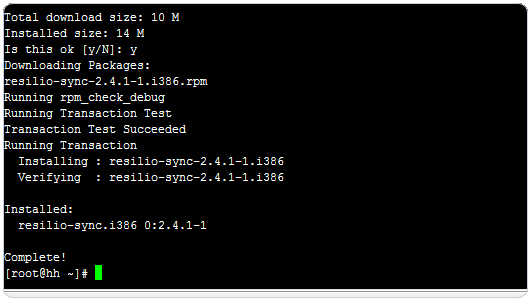 Total download size: 10 M
Installed size: 14 M
Is this ok [y/N]: y
Downloading Packages:
resilio-sync-2.4.1-1.i386.rpm
Running rpm_check_debug
Running Transaction Test
Transaction Test Succeeded
Running Transaction
  Installing : resilio-sync-2.4.1-1.i386
  Verifying  : resilio-sync-2.4.1-1.i386
Installed:
  resilio-sync.i386 0:2.4.1-1
Complete!
[root@hh ~]#